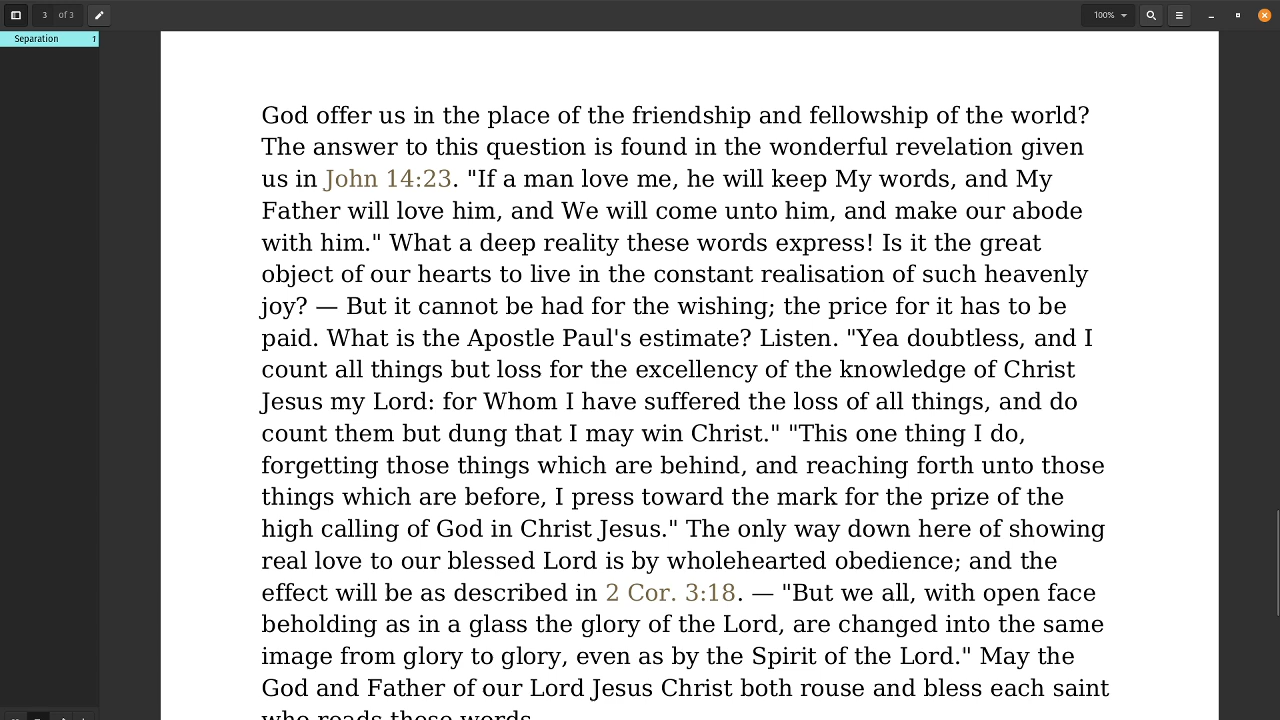 3 of 3
100%
Separation 1
God offer us in the place of the friendship and fellowship of the world?
The answer to this question is found in the wonderful revelation given
us in John 14:23. "If a man love me, he will keep My words, and My
Father will love him, and We will come unto him, and make our abode
with him." What a deep reality these words express! Is it the great
object of our hearts to live in the constant realisation of such heavenly
joy? — But it cannot be had for the wishing; the price for it has to be
paid. What is the Apostle Paul's estimate? Listen. "Yea doubtless, and I
count all things but loss for the excellency of the knowledge of Christ
Jesus my Lord: for Whom I have suffered the loss of all things, and do
count them but dung that I may win Christ." "This one thing I do,
forgetting those things which are behind, and reaching forth unto those
things which are before, I press toward the mark for the prize of the
high calling of God in Christ Jesus." The only way down here of showing
real love to our blessed Lord is by wholehearted obedience; and the
effect will be as described in 2 Cor. 3:18. — "But we all, with open face
beholding as in a glass the glory of the Lord, are changed into the same
image from glory to glory, even as by the Spirit of the Lord." May the
God and Father of our Lord Jesus Christ both rouse and bless each saint
who reads these words.